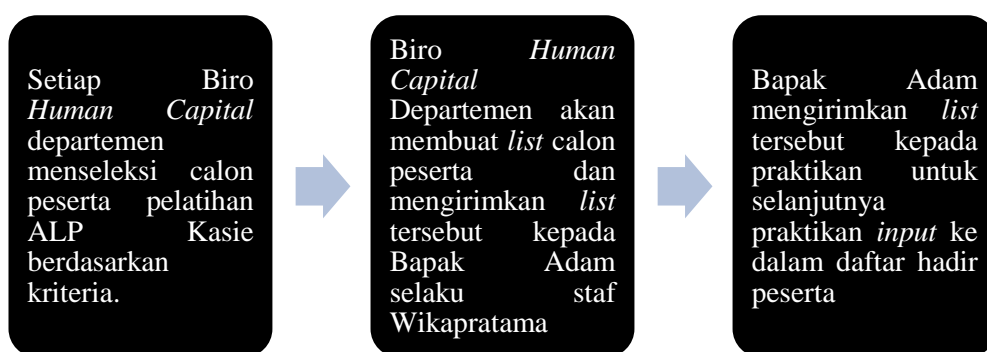 Setiap Biro
Human Capital
departemen
menseleksi calon
peserta pelatihan
ALP Kasie
berdasarkan
kriteria.
Biro Human
Capital
Departemen akan
membuat list calon
peserta dan
mengirimkan list
tersebut kepada
Bapak Adam
selaku staf
Wikapratama
Bapak Adam
mengirimkan list
tersebut kepada
praktikan untuk
selanjutnya
praktikan input ke
dalam daftar hadir
peserta